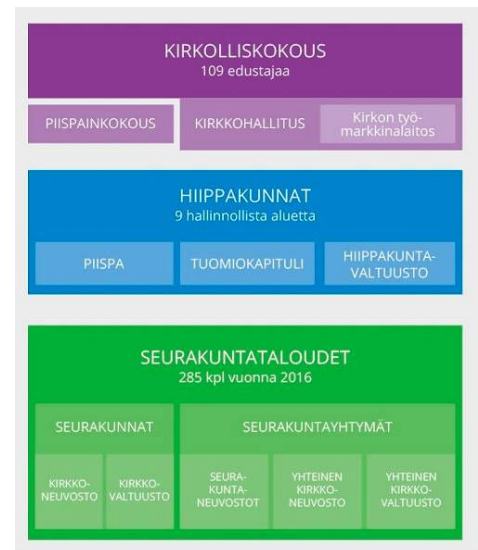 KIRKOLLISKOKOUS
109 edustajaa
PIISPAINKOKOUS
KIRKKOHALLITUS
Kirkon työ-
markkinalaitos
HIIPPAKUNNAT
9 hallinnollista aluetta
PIISPA
TUOMIOKAPITULI
HIIPPAKUNTA-
VALTUUSTO
SEURAKUNTATALOUDET
285 kpl vuonna 2016
SEURAKUNNAT
SEURAKUNTAYHTYMÄT
KIRKKO-
NEUVOSTO
KIRKKO-
VALTUUSTO
SEURA-
KUNTA-
NEUVOSTOT
YHTEINEN
KIRKKO-
NEUVOSTO
YHTEINEN
KIRKKO-
VALTUUSTO